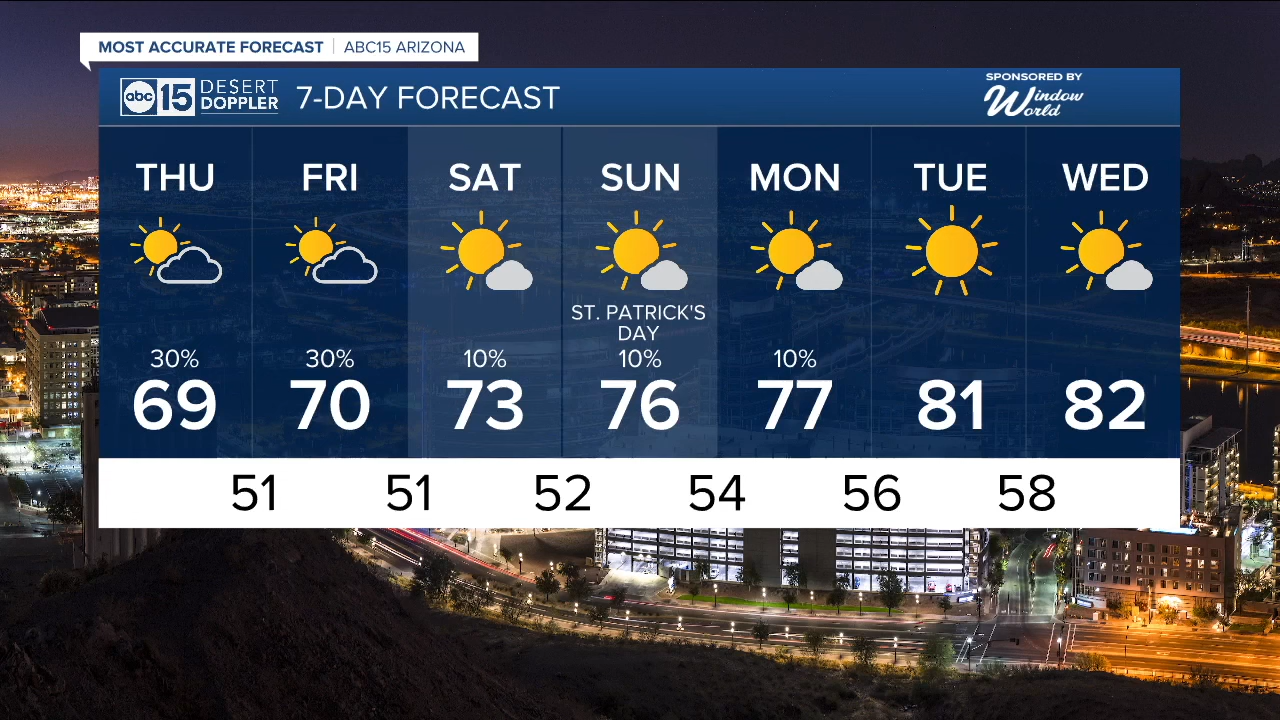 MOST ACCURATE FORECAST | ABC15 ARIZONA
abc 15 DESERT DOPPLER 7-DAY FORECAST
SPONSORED BY
Window World
THU FRI SAT SUN MON TUE WED
ST. PATRICK'S
DAY
30% 30% 10% 10% 10%
69 70 73 76 77 81 82
51 51 52 54 56 58